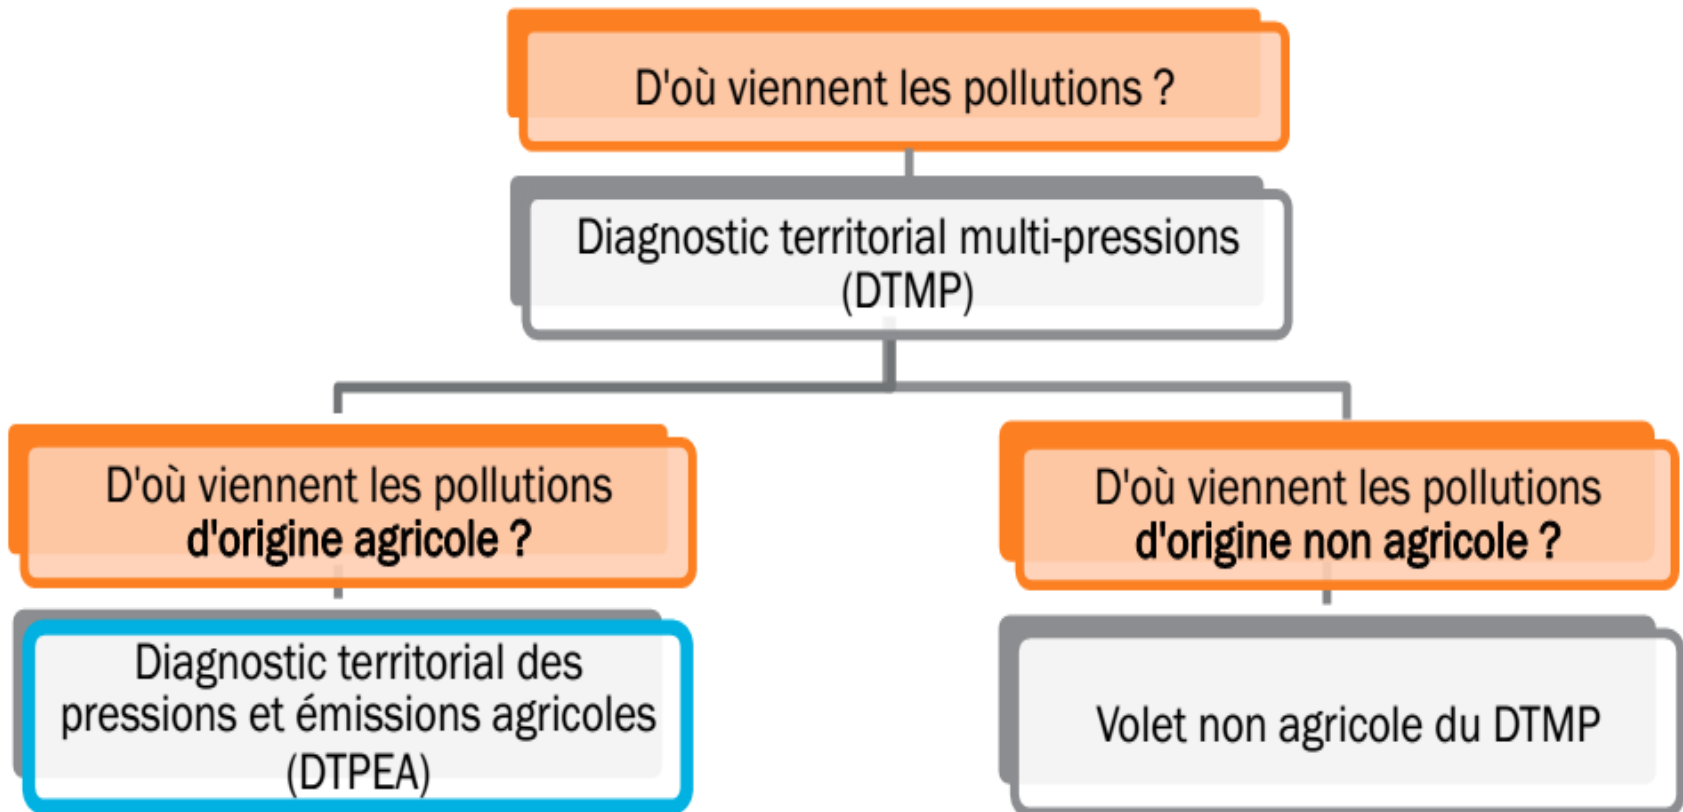 D'où viennent les pollutions ?
Diagnostic territorial multi-pressions
(DTMP)
D'où viennent les pollutions
d'origine agricole ?
Diagnostic territorial des
pressions et émissions agricoles
(DTPEA)
D'où viennent les pollutions
d'origine non agricole ?
Volet non agricole du DTMP